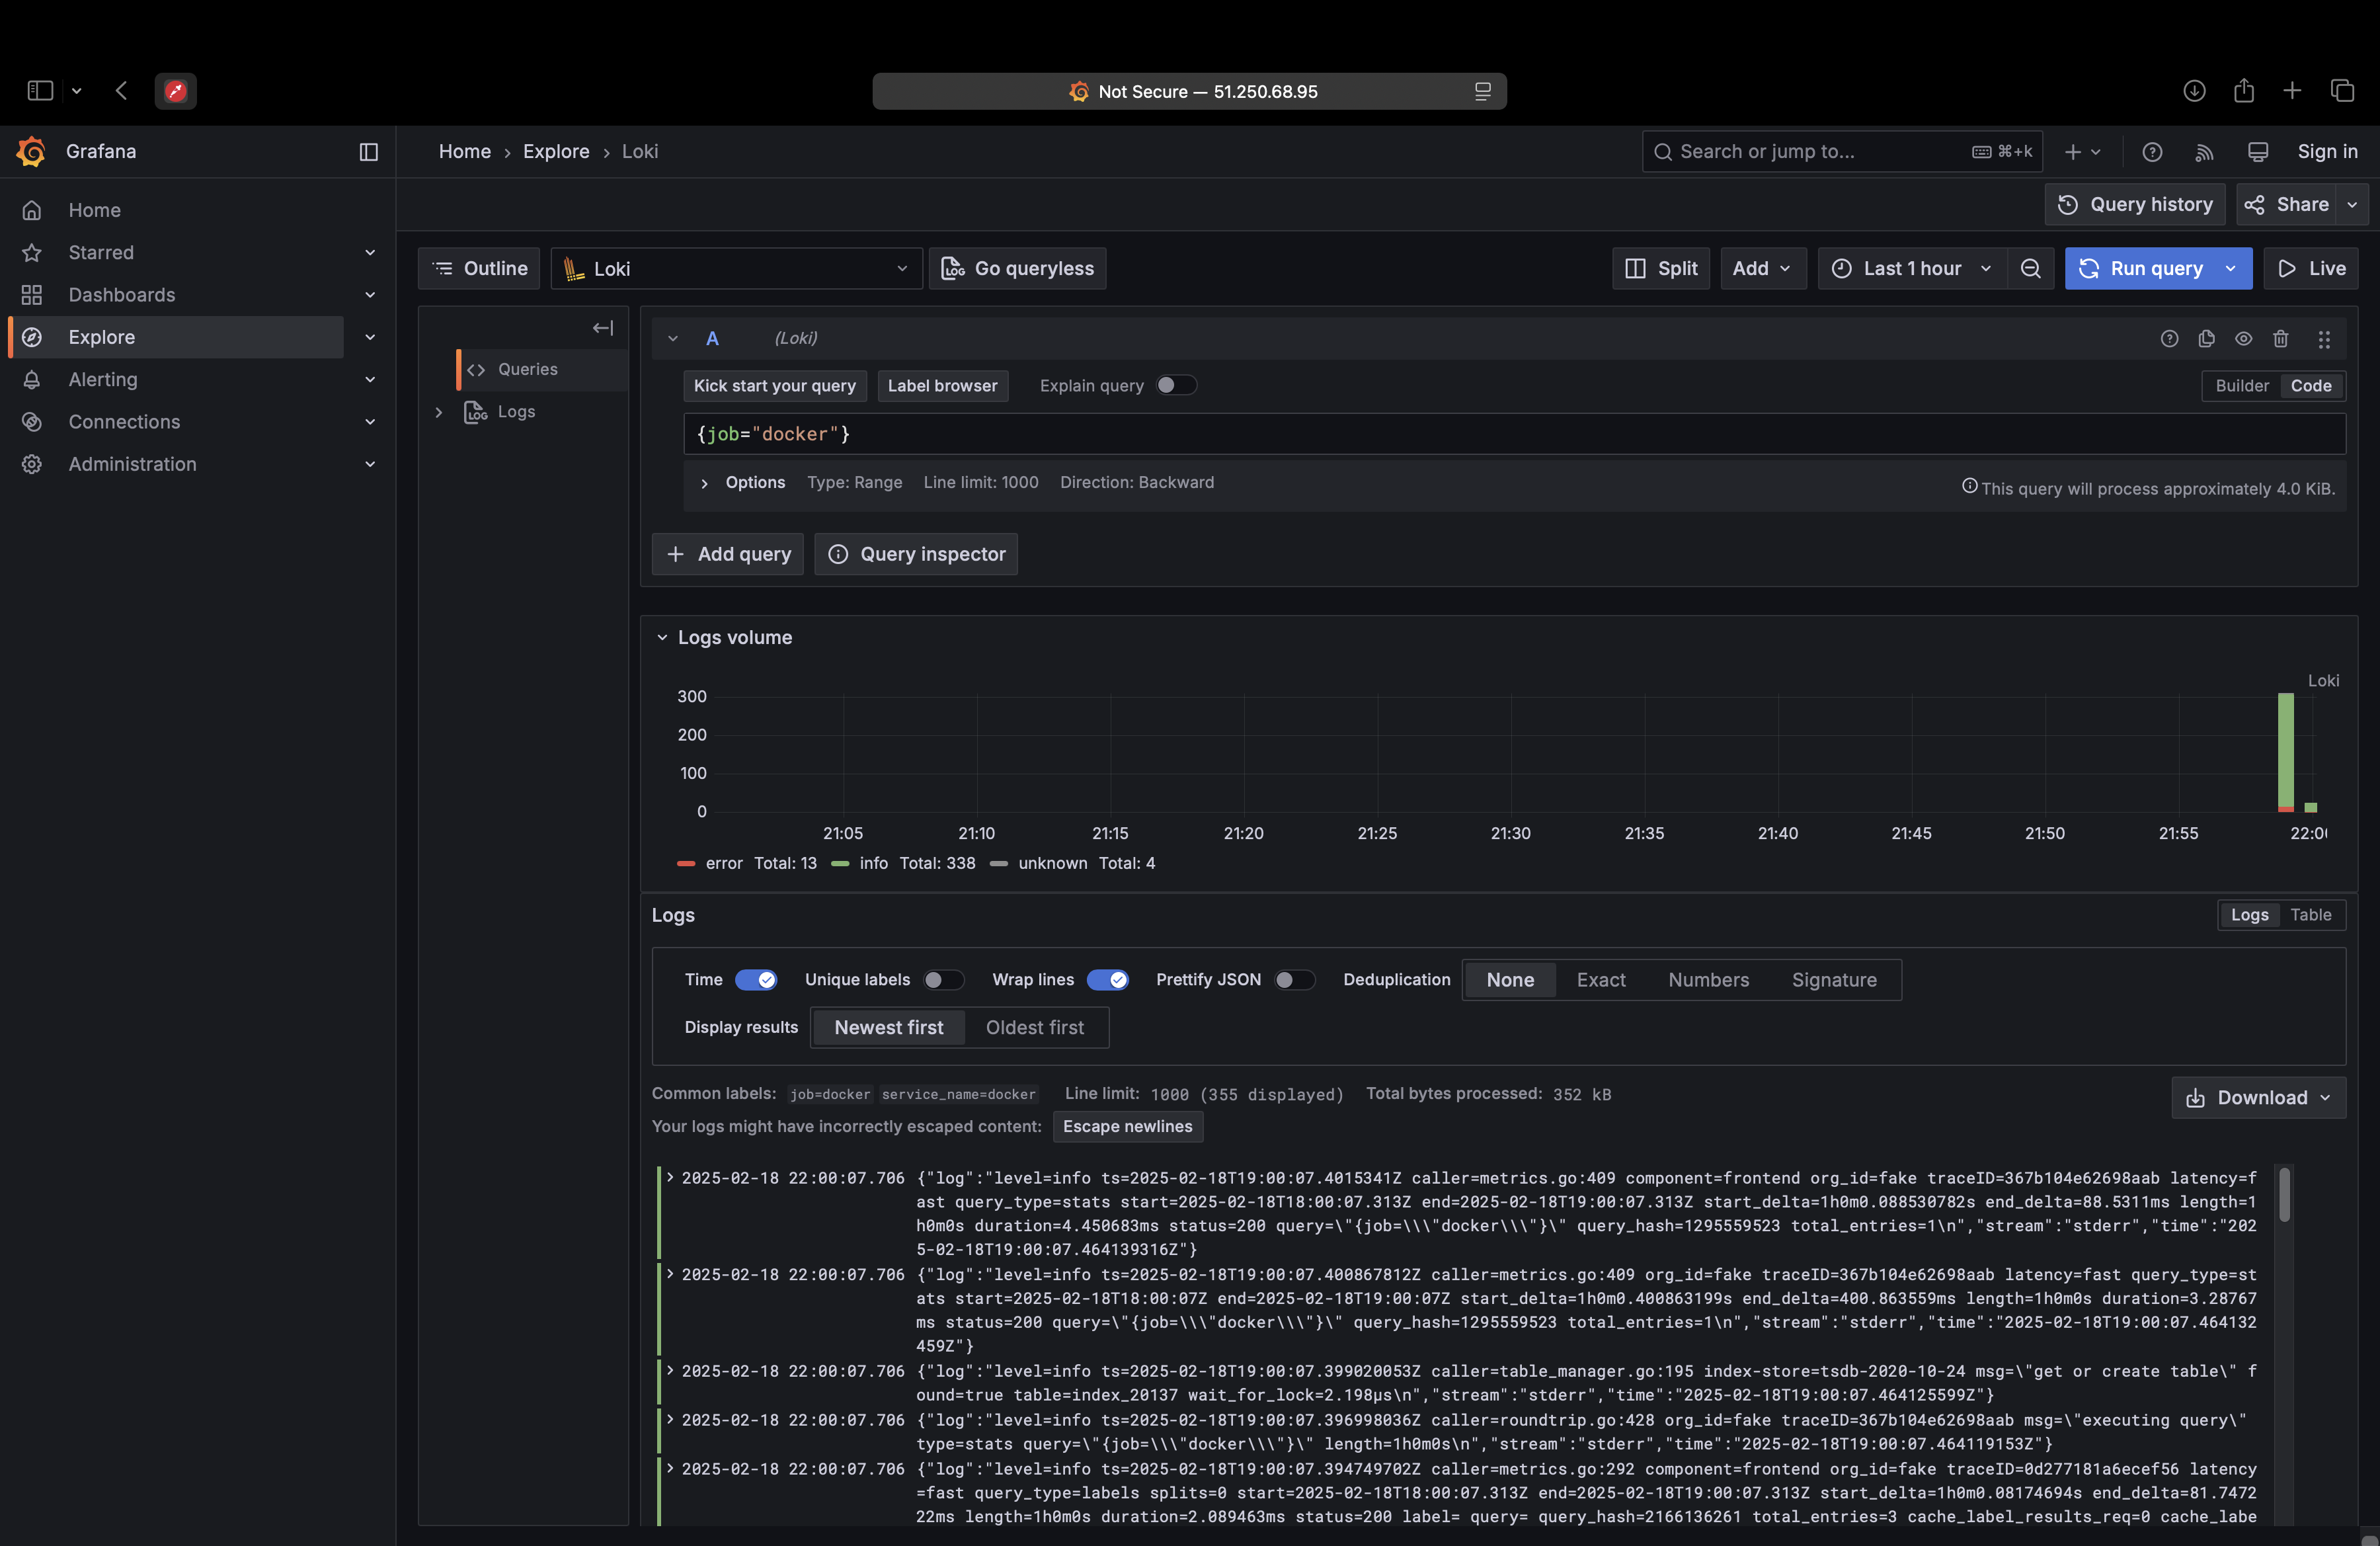 Not Secure — 51.250.68.95
Grafana
Home › Explore › Loki
Search or jump to...
⌘+k
Sign in
Home
Starred
Dashboards
Explore
Alerting
Connections
Administration
Query history
Share
Outline
Loki
LOG
Go queryless
Split
Add
Last 1 hour
Run query
Live
Queries
LOG
Logs
A
(Loki)
Kick start your query
Label browser
Explain query
Builder
Code
{job="docker"}
Options
Type: Range
Line limit: 1000
Direction: Backward
This query will process approximately 4.0 KiB.
+ Add query
Query inspector
Logs volume
Loki
300
200
100
0
21:05
21:10
21:15
21:20
21:25
21:30
21:35
21:40
21:45
21:50
21:55
error Total: 13
info Total: 338
unknown Total: 4
Logs
Logs
Table
Time
Unique labels
Wrap lines
Prettify JSON
Deduplication
None
Exact
Numbers
Signature
Display results
Newest first
Oldest first
Common labels: job=docker service_name=docker
Line limit: 1000 (355 displayed)
Total bytes processed: 352 kB
Download
Your logs might have incorrectly escaped content:
Escape newlines
2025-02-18 22:00:07.706 {"log":"level=info ts=2025-02-18T19:00:07.4015341Z caller=metrics.go:409 component=frontend org_id=fake traceID=367b104e62698aab latency=f
ast query_type=stats start=2025-02-18T18:00:07.313Z end=2025-02-18T19:00:07.313Z start_delta=1h0m0.088530782s end_delta=88.5311ms length=1
h0m0s duration=4.450683ms status=200 query=\"{job=\\\"docker\\\"}\" query_hash=1295559523 total_entries=1\n","stream":"stderr","time":"202
5-02-18T19:00:07.464139316Z"}
2025-02-18 22:00:07.706 {"log":"level=info ts=2025-02-18T19:00:07.400867812Z caller=metrics.go:409 org_id=fake traceID=367b104e62698aab latency=fast query_type=st
ats start=2025-02-18T18:00:07Z end=2025-02-18T19:00:07Z start_delta=1h0m0.400863199s end_delta=400.863559ms length=1h0m0s duration=3.28767
ms status=200 query=\"{job=\\\"docker\\\"}\" query_hash=1295559523 total_entries=1\n","stream":"stderr","time":"2025-02-18T19:00:07.464132
459Z"}
2025-02-18 22:00:07.706 {"log":"level=info ts=2025-02-18T19:00:07.399020053Z caller=table_manager.go:195 index-store=tsdb-2020-10-24 msg=\"get or create table\" f
ound=true table=index_20137 wait_for_lock=2.198µs\n","stream":"stderr","time":"2025-02-18T19:00:07.464125599Z"}
2025-02-18 22:00:07.706 {"log":"level=info ts=2025-02-18T19:00:07.396998036Z caller=roundtrip.go:428 org_id=fake traceID=367b104e62698aab msg=\"executing query\"
type=stats query=\"{job=\\\"docker\\\"}\" length=1h0m0s\n","stream":"stderr","time":"2025-02-18T19:00:07.464119153Z"}
2025-02-18 22:00:07.706 {"log":"level=info ts=2025-02-18T19:00:07.394749702Z caller=metrics.go:292 component=frontend org_id=fake traceID=0d277181a6ecef56 latency
=fast query_type=labels splits=0 start=2025-02-18T18:00:07.313Z end=2025-02-18T19:00:07.313Z start_delta=1h0m0.08174694s end_delta=81.7472
22ms length=1h0m0s duration=2.089463ms status=200 label= query= query_hash=2166136261 total_entries=3 cache_label_results_req=0 cache_labe